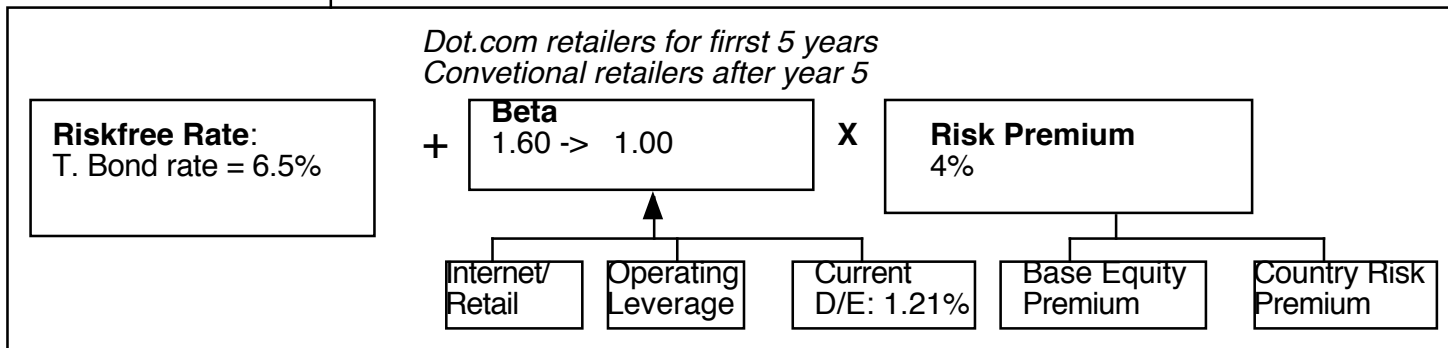 Dot.com retailers for firrst 5 years
Convetional retailers after year 5
Riskfree Rate:
T. Bond rate = 6.5%
+
Beta
1.60 -> 1.00
X
Risk Premium
4%
Internet/
Retail
Operating
Leverage
Current
D/E: 1.21%
Base Equity
Premium
Country Risk
Premium